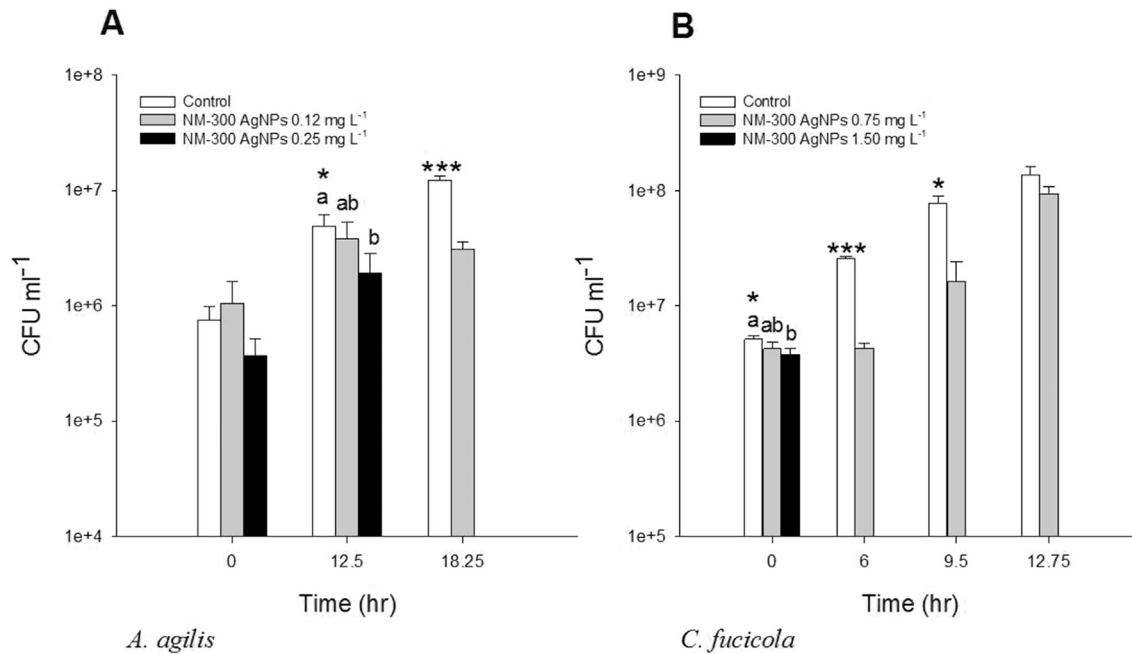 A
1e+8
Control
NM-300 AgNPs 0.12 mg L⁻¹
NM-300 AgNPs 0.25 mg L⁻¹
1e+7
1e+6
1e+5
1e+4
CFU ml⁻¹
*
a
ab
b
***
0
12.5
18.25
Time (hr)
A. agilis
B
1e+9
Control
NM-300 AgNPs 0.75 mg L⁻¹
NM-300 AgNPs 1.50 mg L⁻¹
1e+8
1e+7
1e+6
1e+5
CFU ml⁻¹
*
a
ab
b
***
*
0
6
9.5
12.75
Time (hr)
C. fucicola